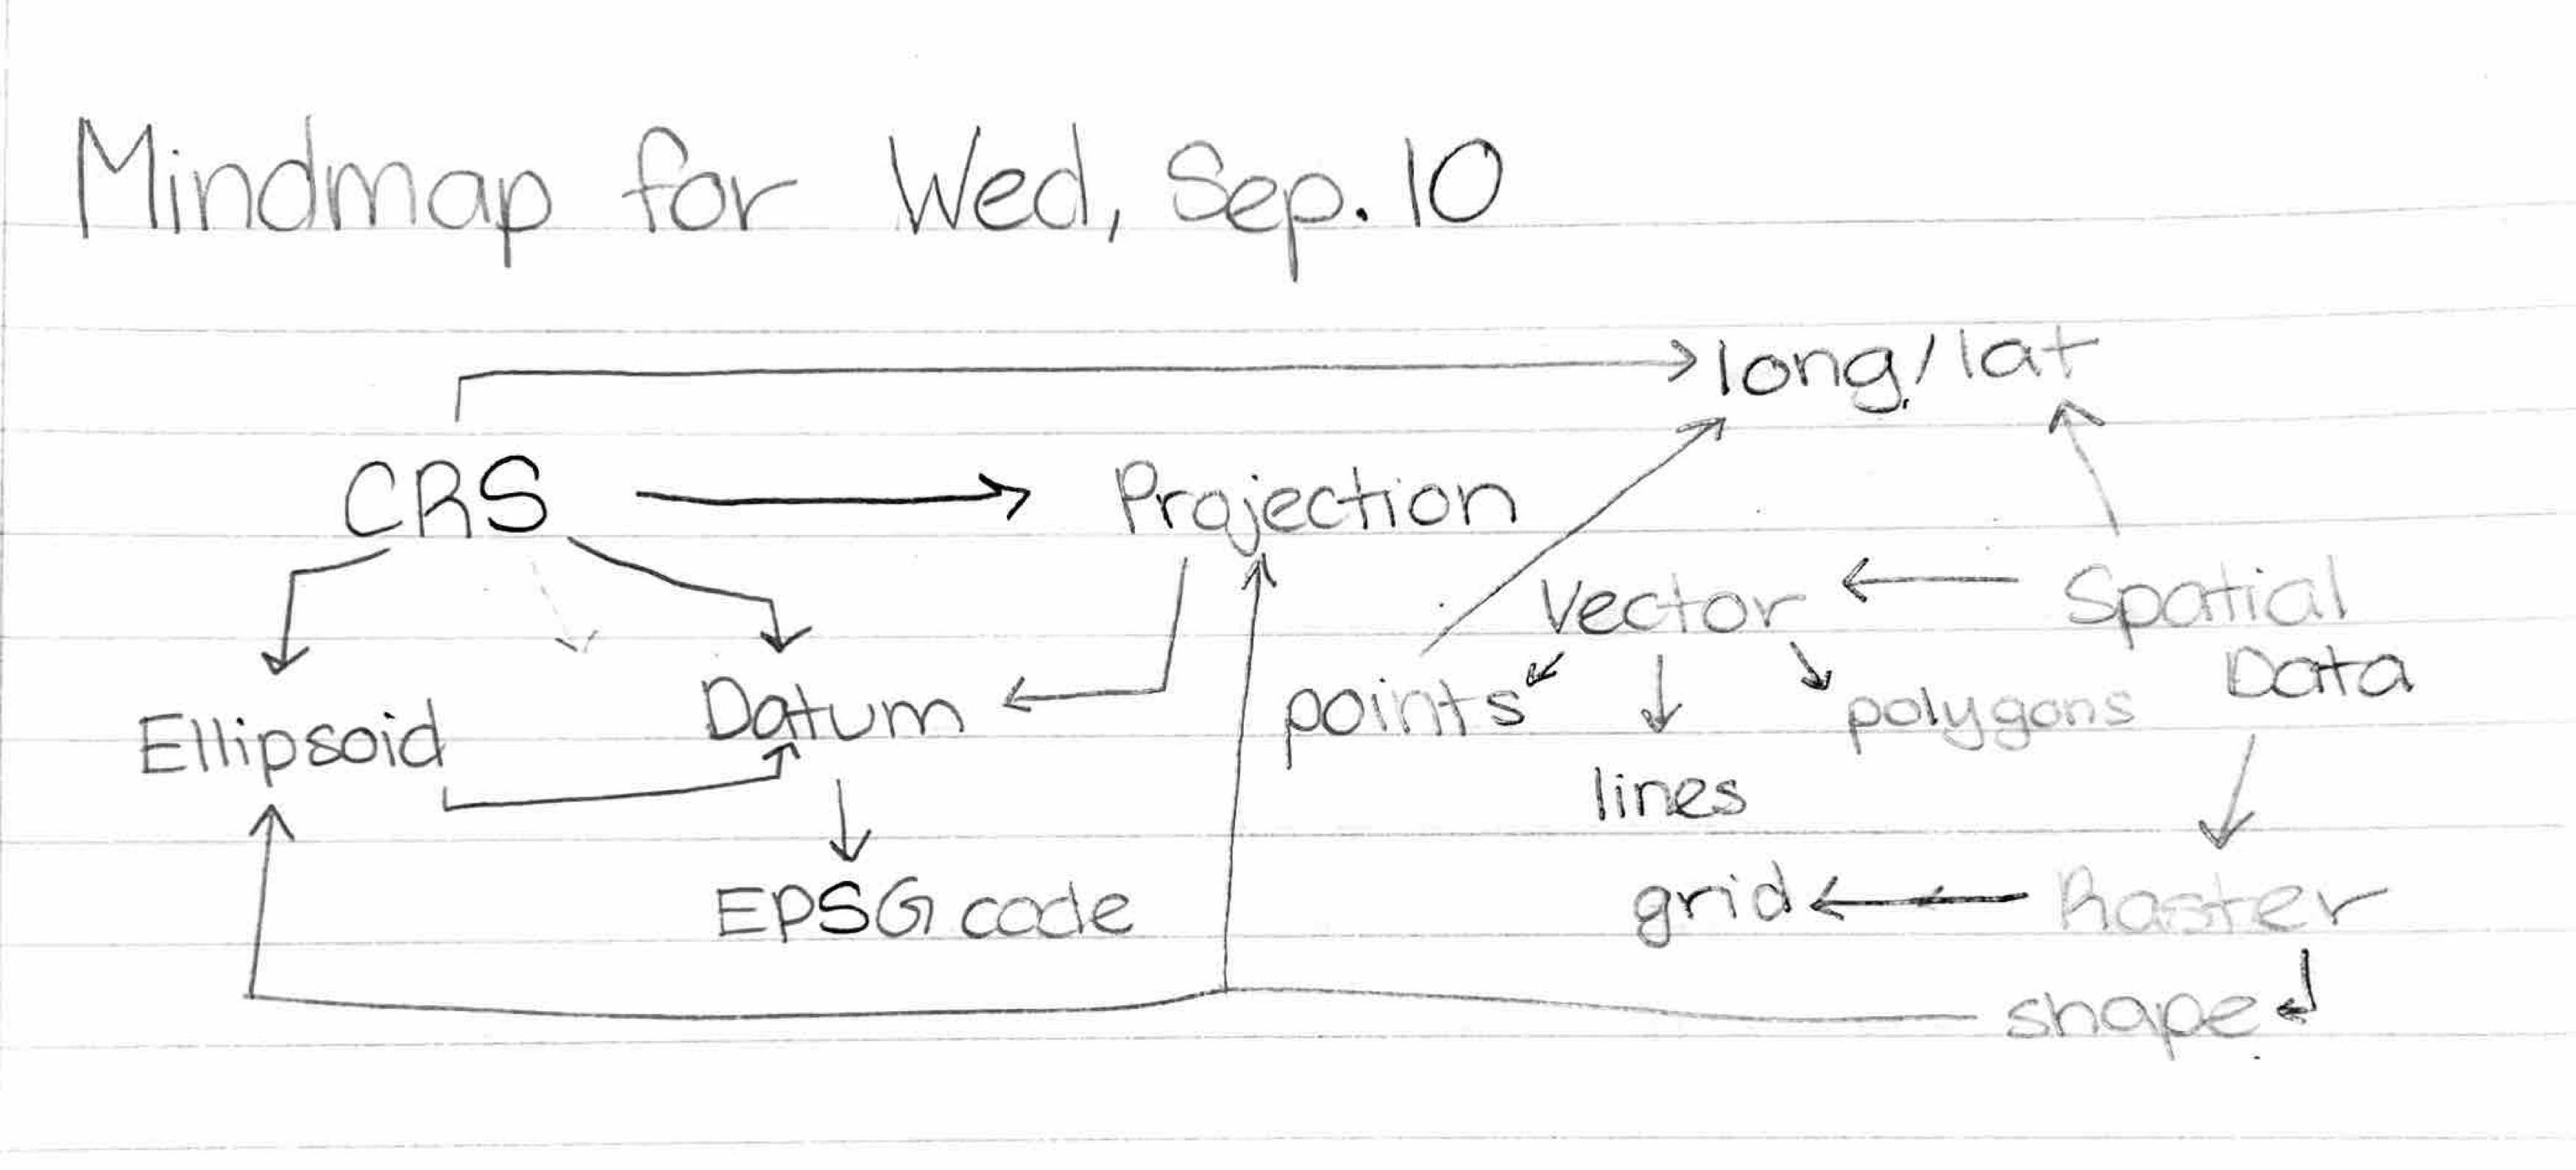 Mindmap for Wed, Sep. 10
long/lat
CRS
Projection
Vector
Spatial
Data
Ellipsoid
Datum
points
polygons
lines
EPSG code
grid
Raster
shape